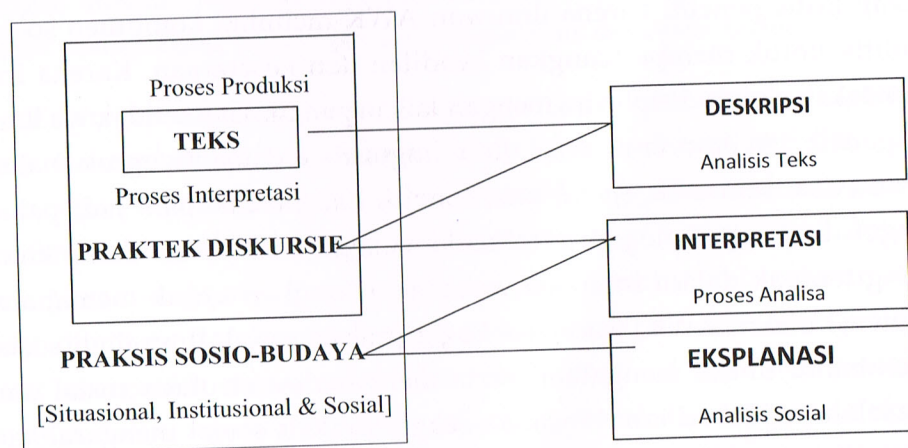 Proses Produksi
TEKS
Proses Interpretasi
PRAKTEK DISKURSIF
PRAKSIS SOSIO-BUDAYA
[Situasional, Institusional & Sosial]
DESKRIPSI
Analisis Teks
INTERPRETASI
Proses Analisa
EKSPLANASI
Analisis Sosial